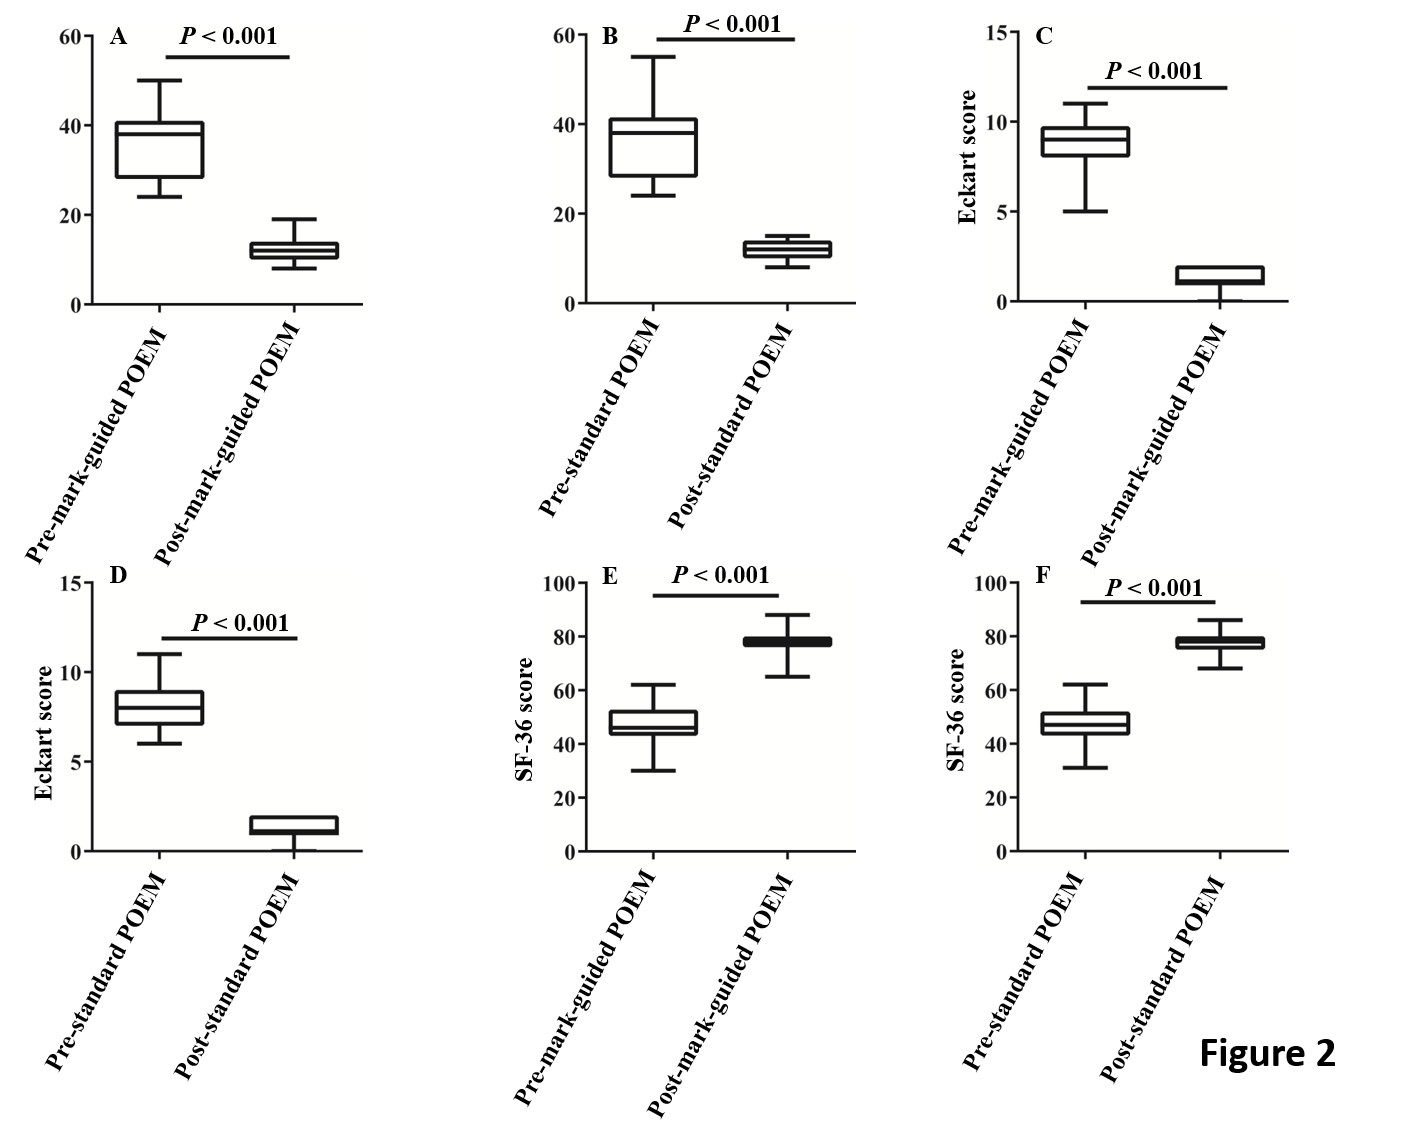 A
P < 0.001
60
40
20
0
Pre-mark-guided POEM
Post-mark-guided POEM
B
P < 0.001
60
40
20
0
Pre-standard POEM
Post-standard POEM
C
P < 0.001
Eckart score
15
10
5
0
Pre-mark-guided POEM
Post-mark-guided POEM
D
P < 0.001
Eckart score
15
10
5
0
Pre-standard POEM
Post-standard POEM
E
P < 0.001
SF-36 score
100
80
60
40
20
0
Pre-mark-guided POEM
Post-mark-guided POEM
F
P < 0.001
SF-36 score
100
80
60
40
20
0
Pre-standard POEM
Post-standard POEM
Figure 2